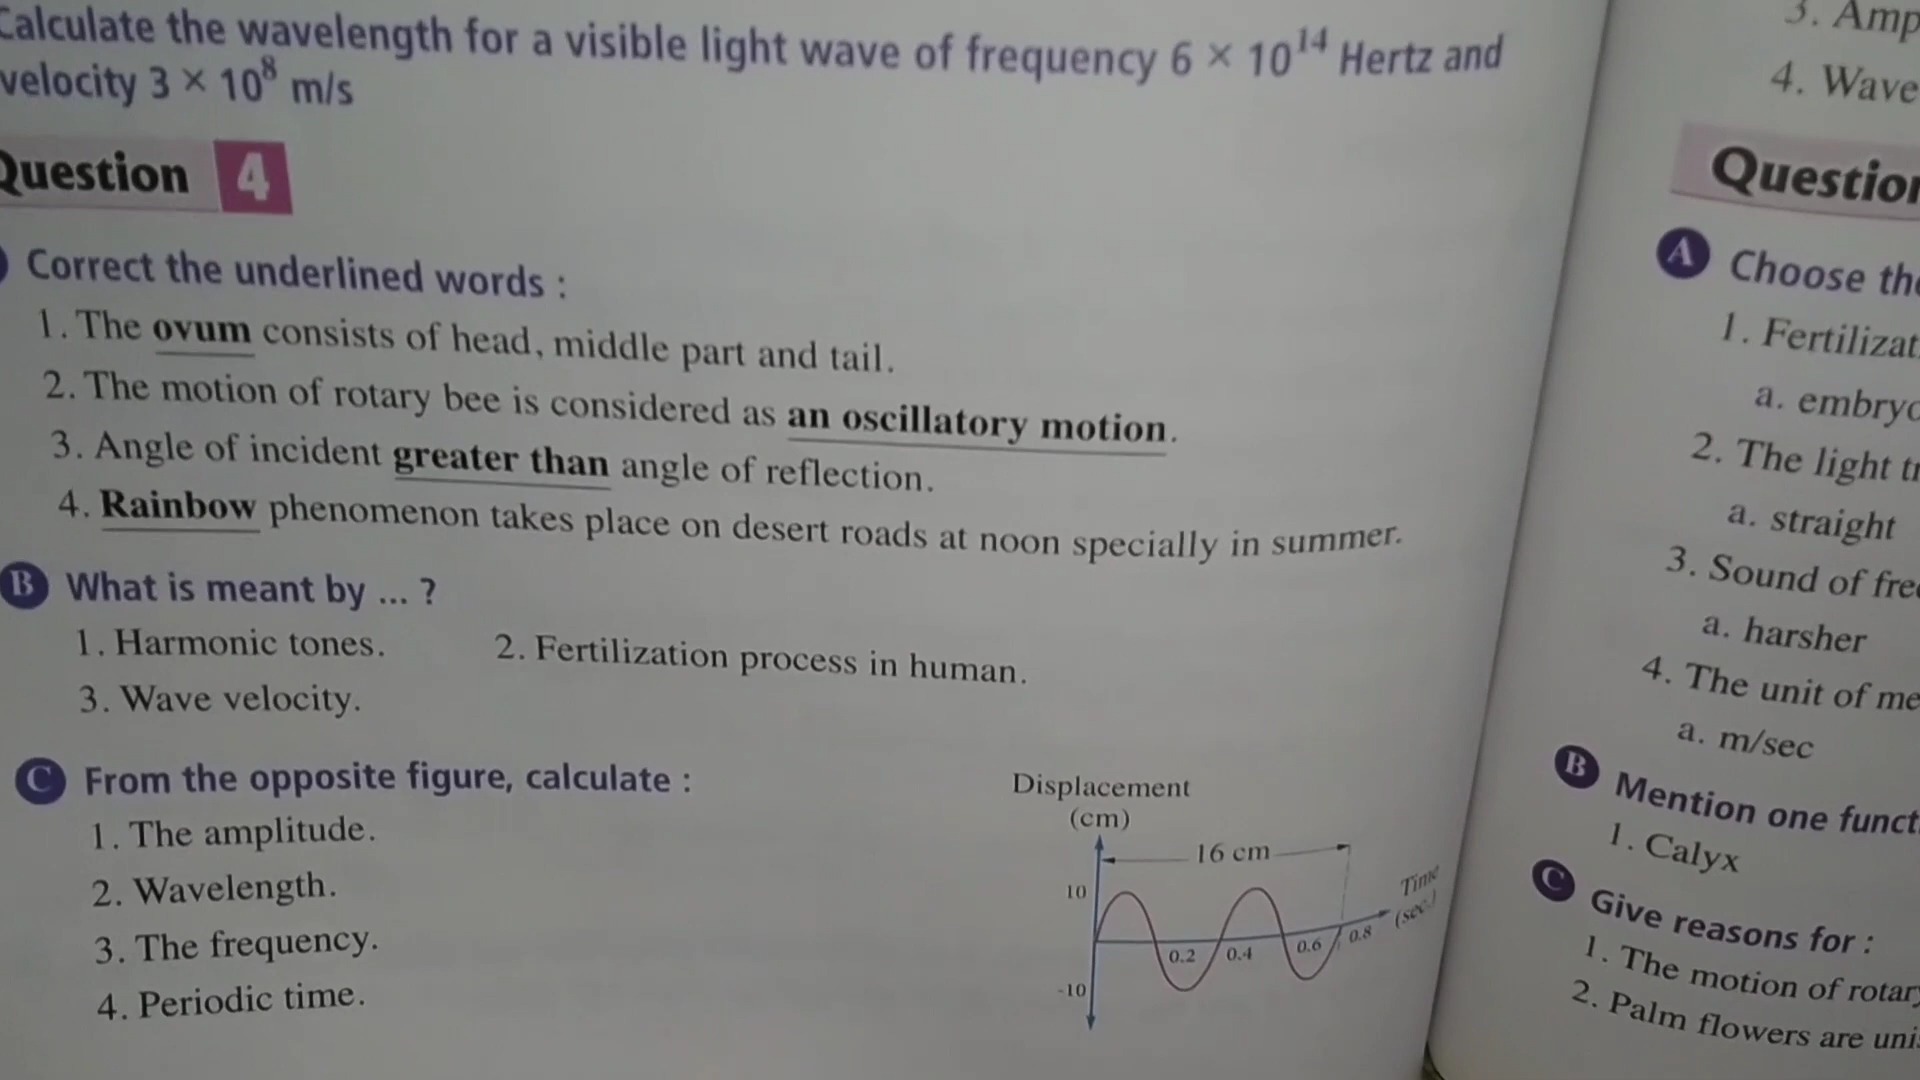 Calculate the wavelength for a visible light wave of frequency 6 × 10¹⁴ Hertz and
velocity 3 × 10⁸ m/s
Question 4
Correct the underlined words :
1. The ovum consists of head, middle part and tail.
2. The motion of rotary bee is considered as an oscillatory motion.
3. Angle of incident greater than angle of reflection.
4. Rainbow phenomenon takes place on desert roads at noon specially in summer.
B What is meant by ... ?
1. Harmonic tones. 2. Fertilization process in human.
3. Wave velocity.
C From the opposite figure, calculate :
1. The amplitude.
2. Wavelength.
3. The frequency.
4. Periodic time.
Displacement
(cm)
16 cm
10
-10
0.2 0.4 0.6 0.8
Time
(sec.)
3. Amp
4. Wave
Question
A Choose the
1. Fertilizat
a. embryo
2. The light tr
a. straight
3. Sound of fre
a. harsher
4. The unit of me
a. m/sec
B Mention one funct
1. Calyx
C Give reasons for :
1. The motion of rotary
2. Palm flowers are uni